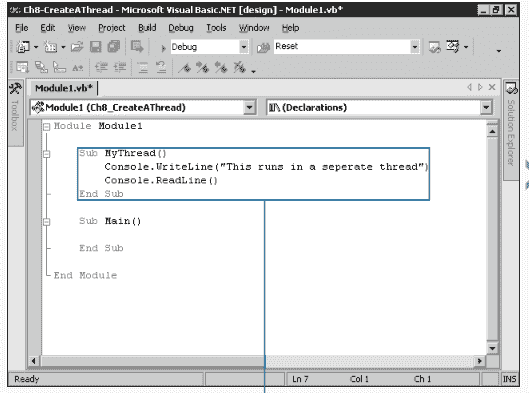 Ch8-CreateAThread - Microsoft Visual Basic.NET [design] - Module1.vb*
File Edit View Project Build Debug Tools Window Help
Debug Reset
Module1.vb*
Toolbox
Module1 (Ch8_CreateAThread) (Declarations)
Solution Explorer
Module Module1
Sub MyThread()
Console.WriteLine("This runs in a seperate thread")
Console.ReadLine()
End Sub
Sub Main()
End Sub
End Module
Ready Ln 7 Col 1 Ch 1 INS